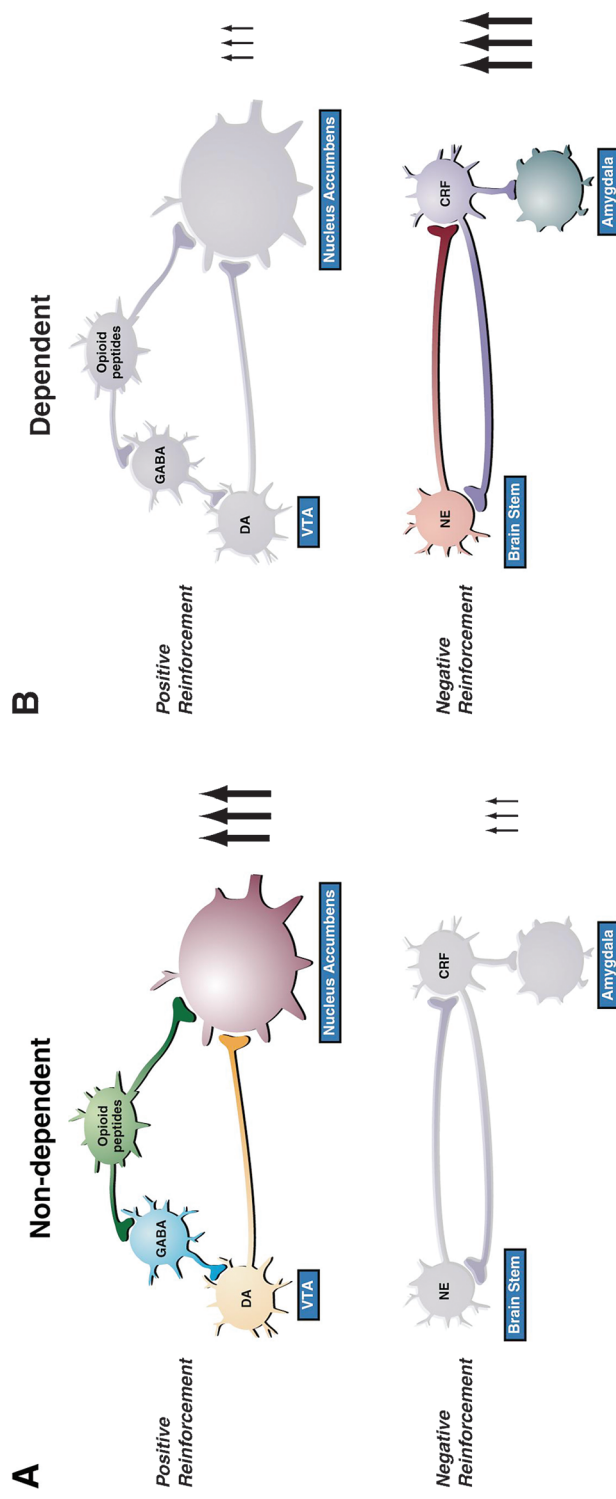 A
Non-dependent
Positive
Reinforcement
Opioid
peptides
GABA
DA
VTA
Nucleus Accumbens
Negative
Reinforcement
NE
Brain Stem
CRF
Amygdala
B
Dependent
Positive
Reinforcement
Opioid
peptides
GABA
DA
VTA
Nucleus Accumbens
Negative
Reinforcement
NE
Brain Stem
CRF
Amygdala